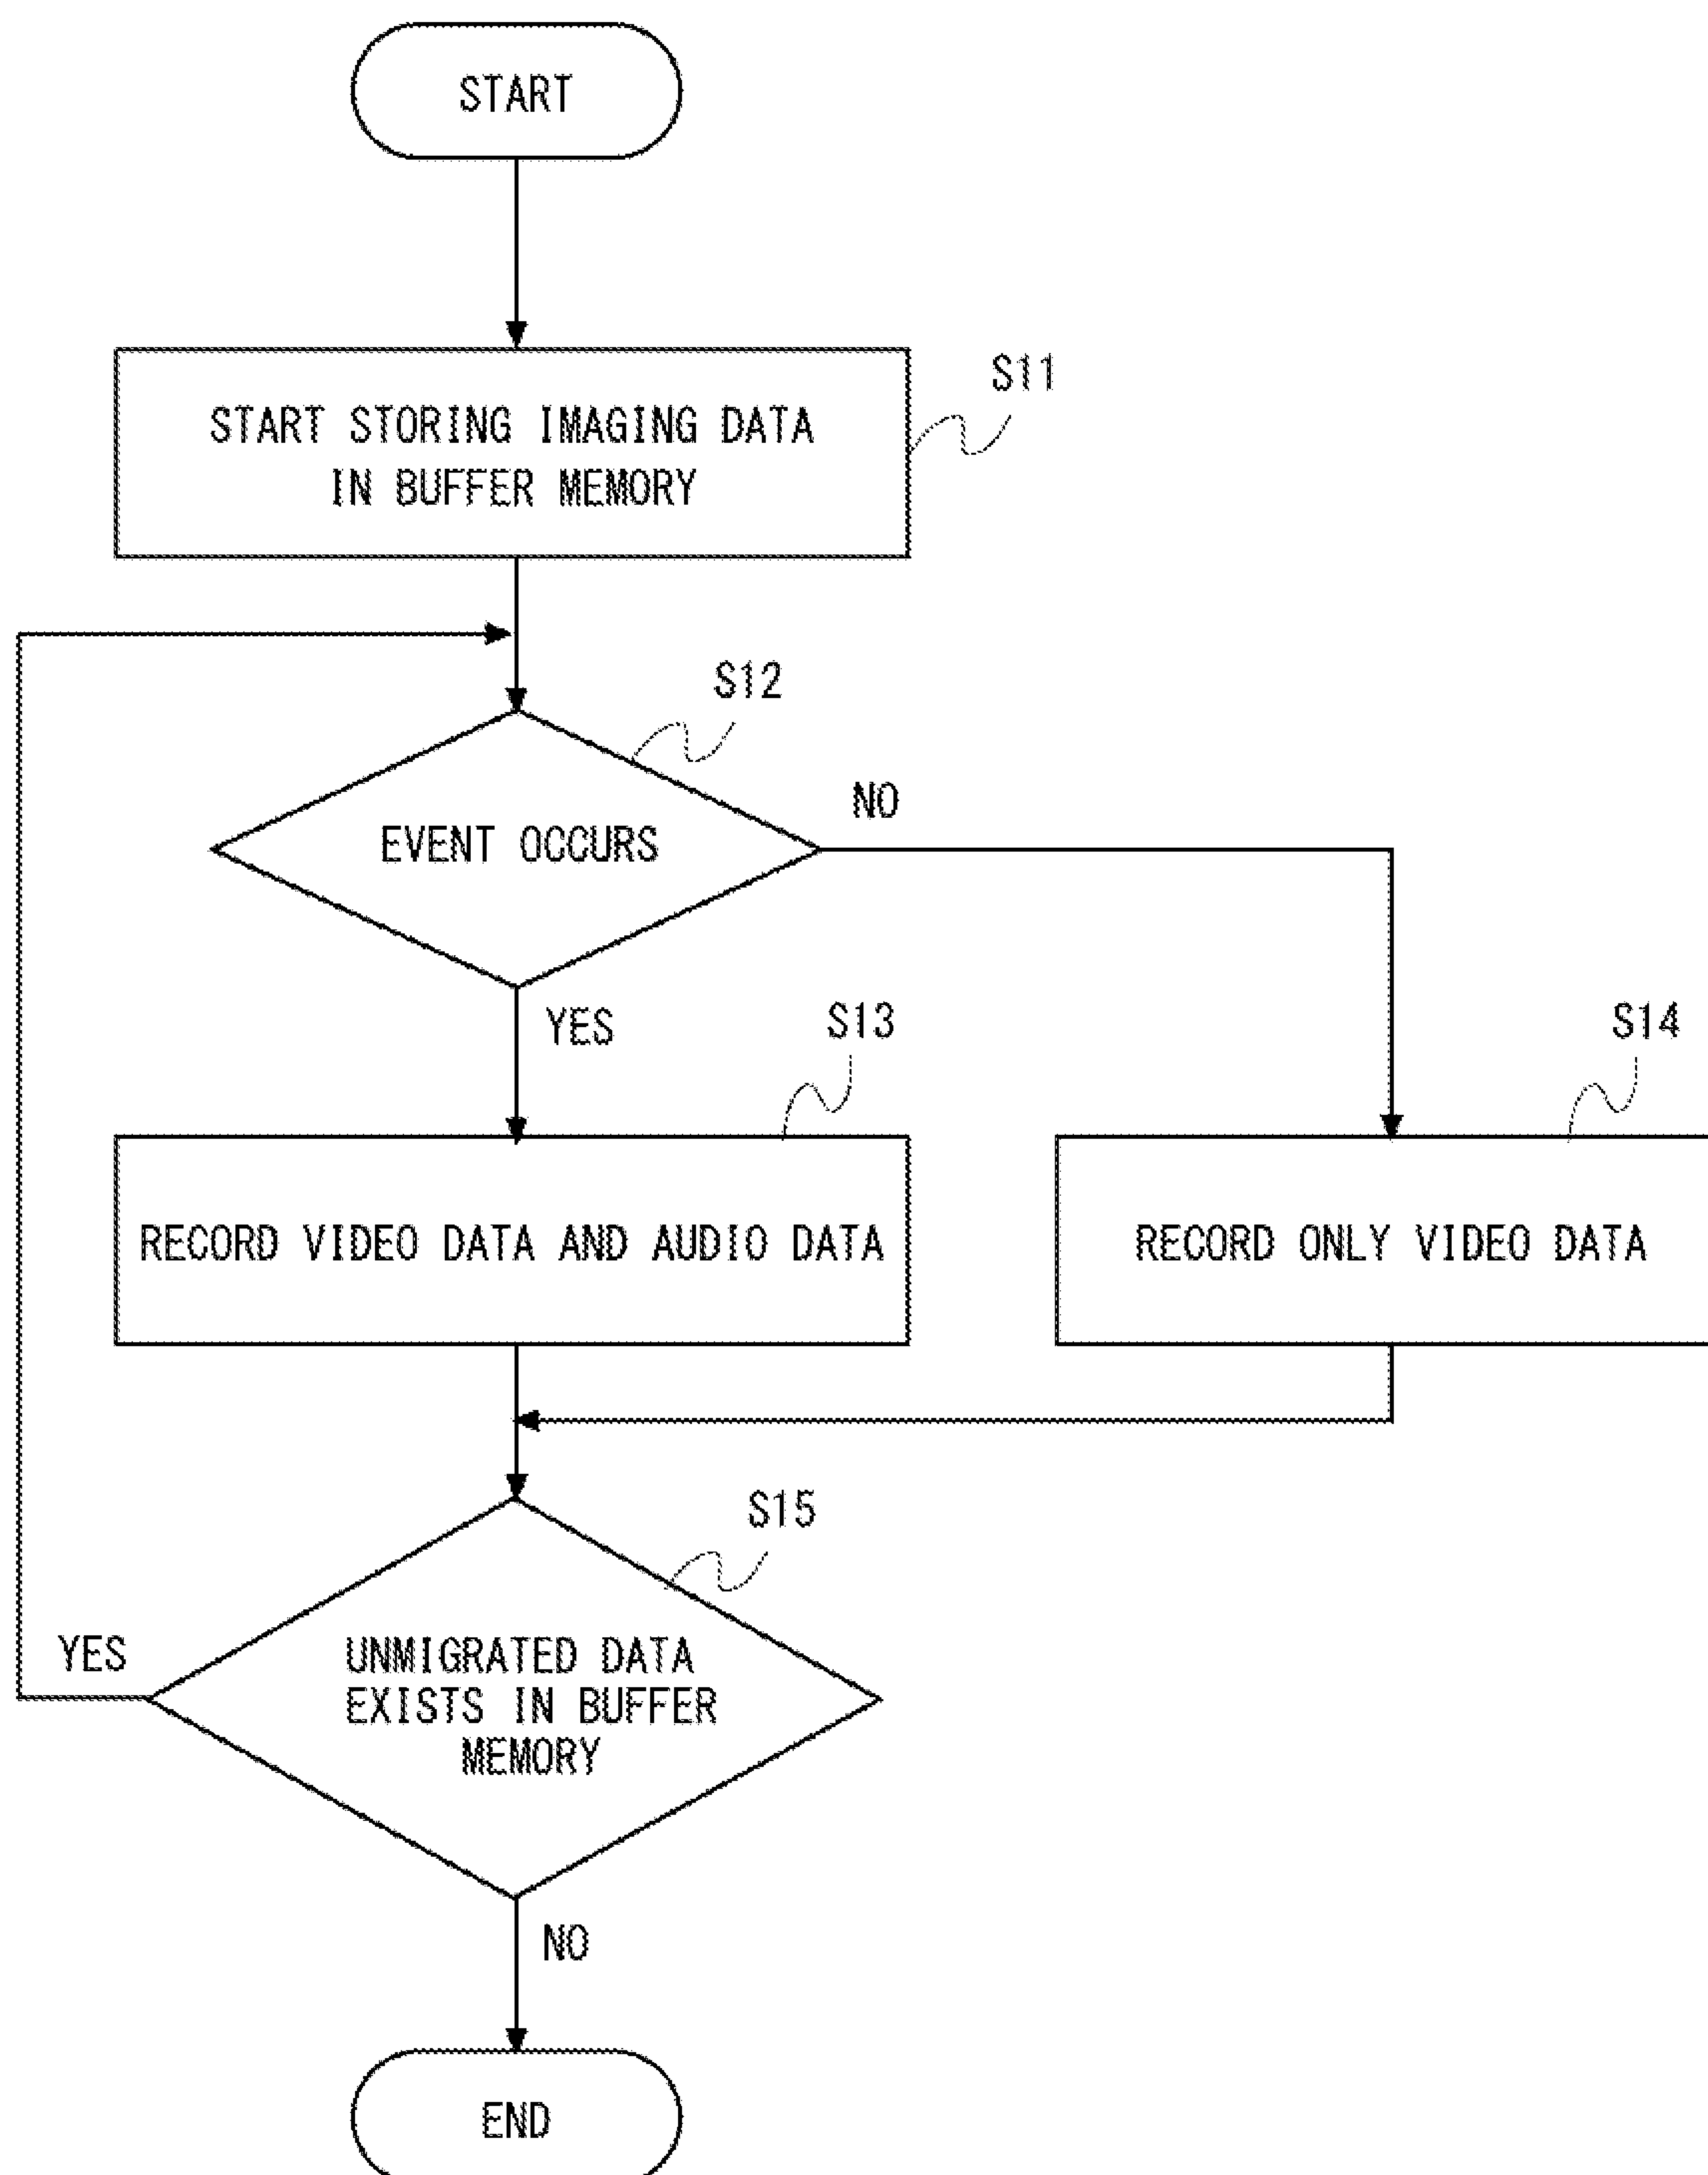 START
S11
START STORING IMAGING DATA
IN BUFFER MEMORY
S12
EVENT OCCURS
NO
YES
S13
S14
RECORD VIDEO DATA AND AUDIO DATA
RECORD ONLY VIDEO DATA
S15
YES
UNMIGRATED DATA
EXISTS IN BUFFER
MEMORY
NO
END